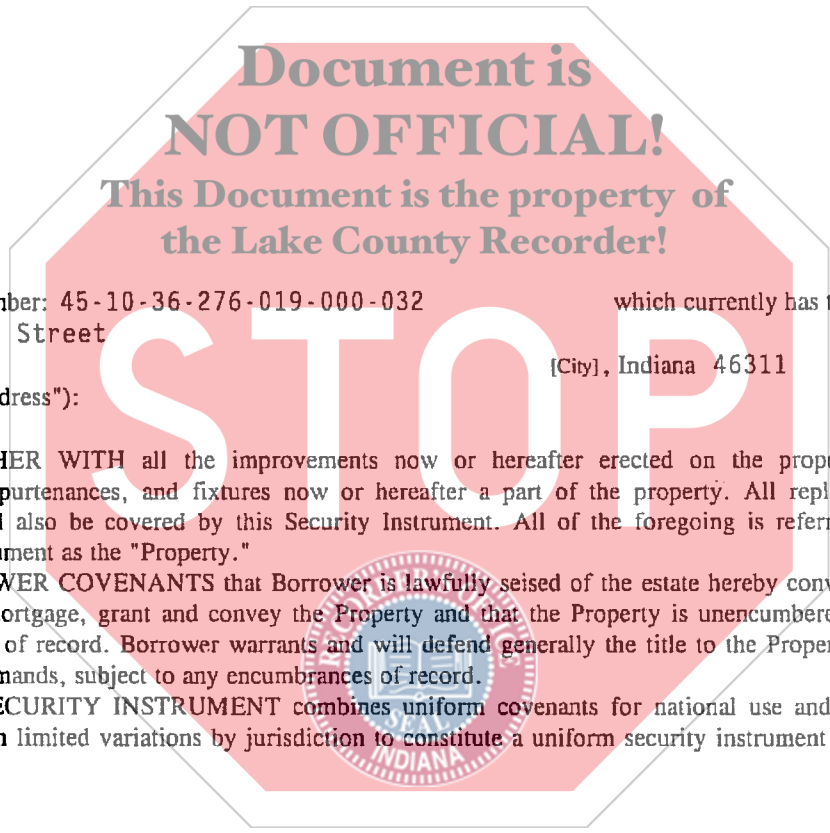 Document is
NOT OFFICIAL!
This Document is the property of
the Lake County Recorder!
nber: 45-10-36-276-019-000-032 which currently has t
Street
[City], Indiana 46311
dress"):
STOP
HER WITH all the improvements now or hereafter erected on the prop
purtenances, and fixtures now or hereafter a part of the property. All repl
l also be covered by this Security Instrument. All of the foregoing is referr
ument as the "Property."
WER COVENANTS that Borrower is lawfully seised of the estate hereby conv
ortgage, grant and convey the Property and that the Property is unencumbere
of record. Borrower warrants and will defend generally the title to the Proper
mands, subject to any encumbrances of record.
ECURITY INSTRUMENT combines uniform covenants for national use and
n limited variations by jurisdiction to constitute a uniform security instrument
SEAL
INDIANA